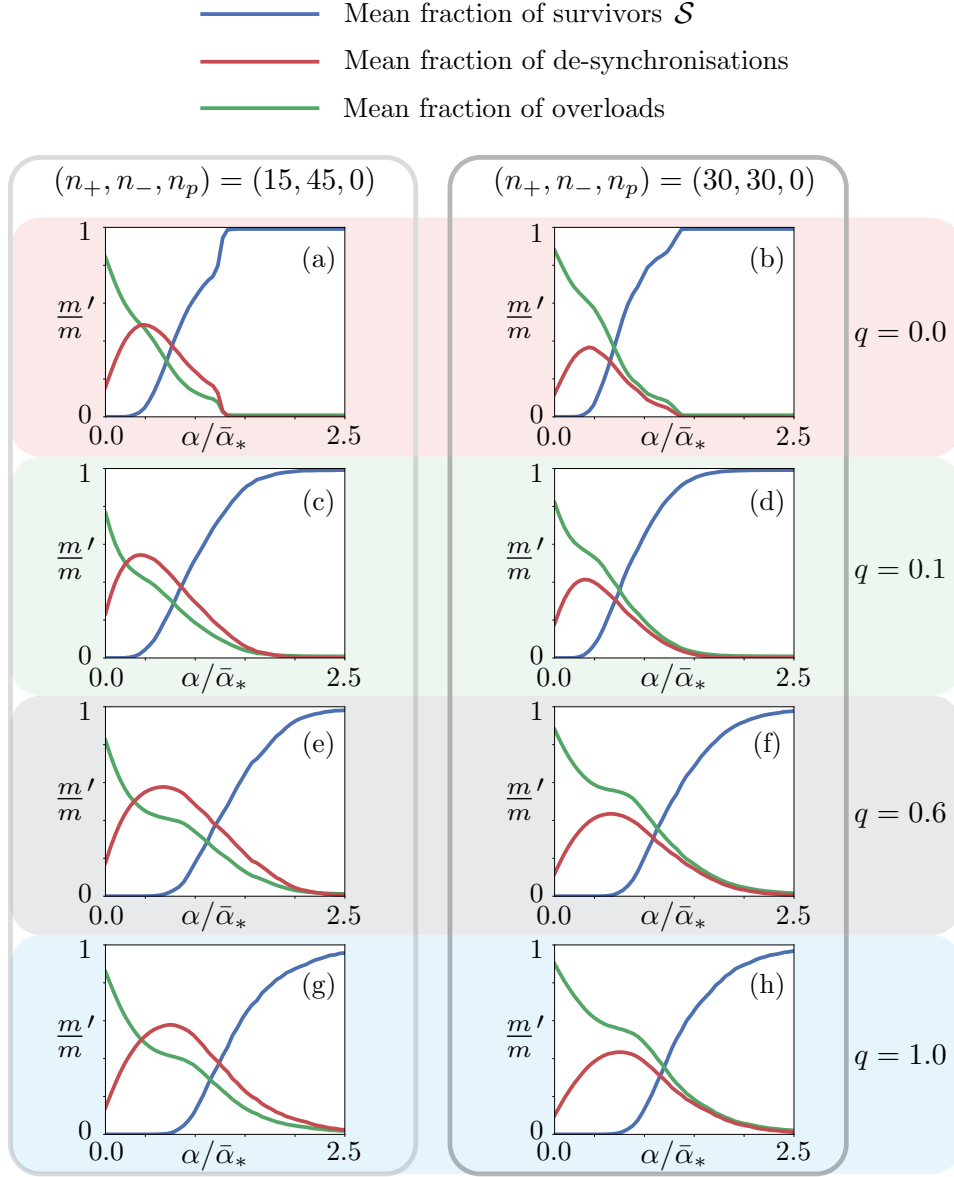 Mean fraction of survivors 𝒮
Mean fraction of de-synchronisations
Mean fraction of overloads
(n₊, n₋, nₚ) = (15, 45, 0)
(n₊, n₋, nₚ) = (30, 30, 0)
1
(a)
m′/m
0
0.0
α/ᾱ∗
2.5
1
(b)
m′/m
0
0.0
α/ᾱ∗
2.5
q = 0.0
1
(c)
m′/m
0
0.0
α/ᾱ∗
2.5
1
(d)
m′/m
0
0.0
α/ᾱ∗
2.5
q = 0.1
1
(e)
m′/m
0
0.0
α/ᾱ∗
2.5
1
(f)
m′/m
0
0.0
α/ᾱ∗
2.5
q = 0.6
1
(g)
m′/m
0
0.0
α/ᾱ∗
2.5
1
(h)
m′/m
0
0.0
α/ᾱ∗
2.5
q = 1.0